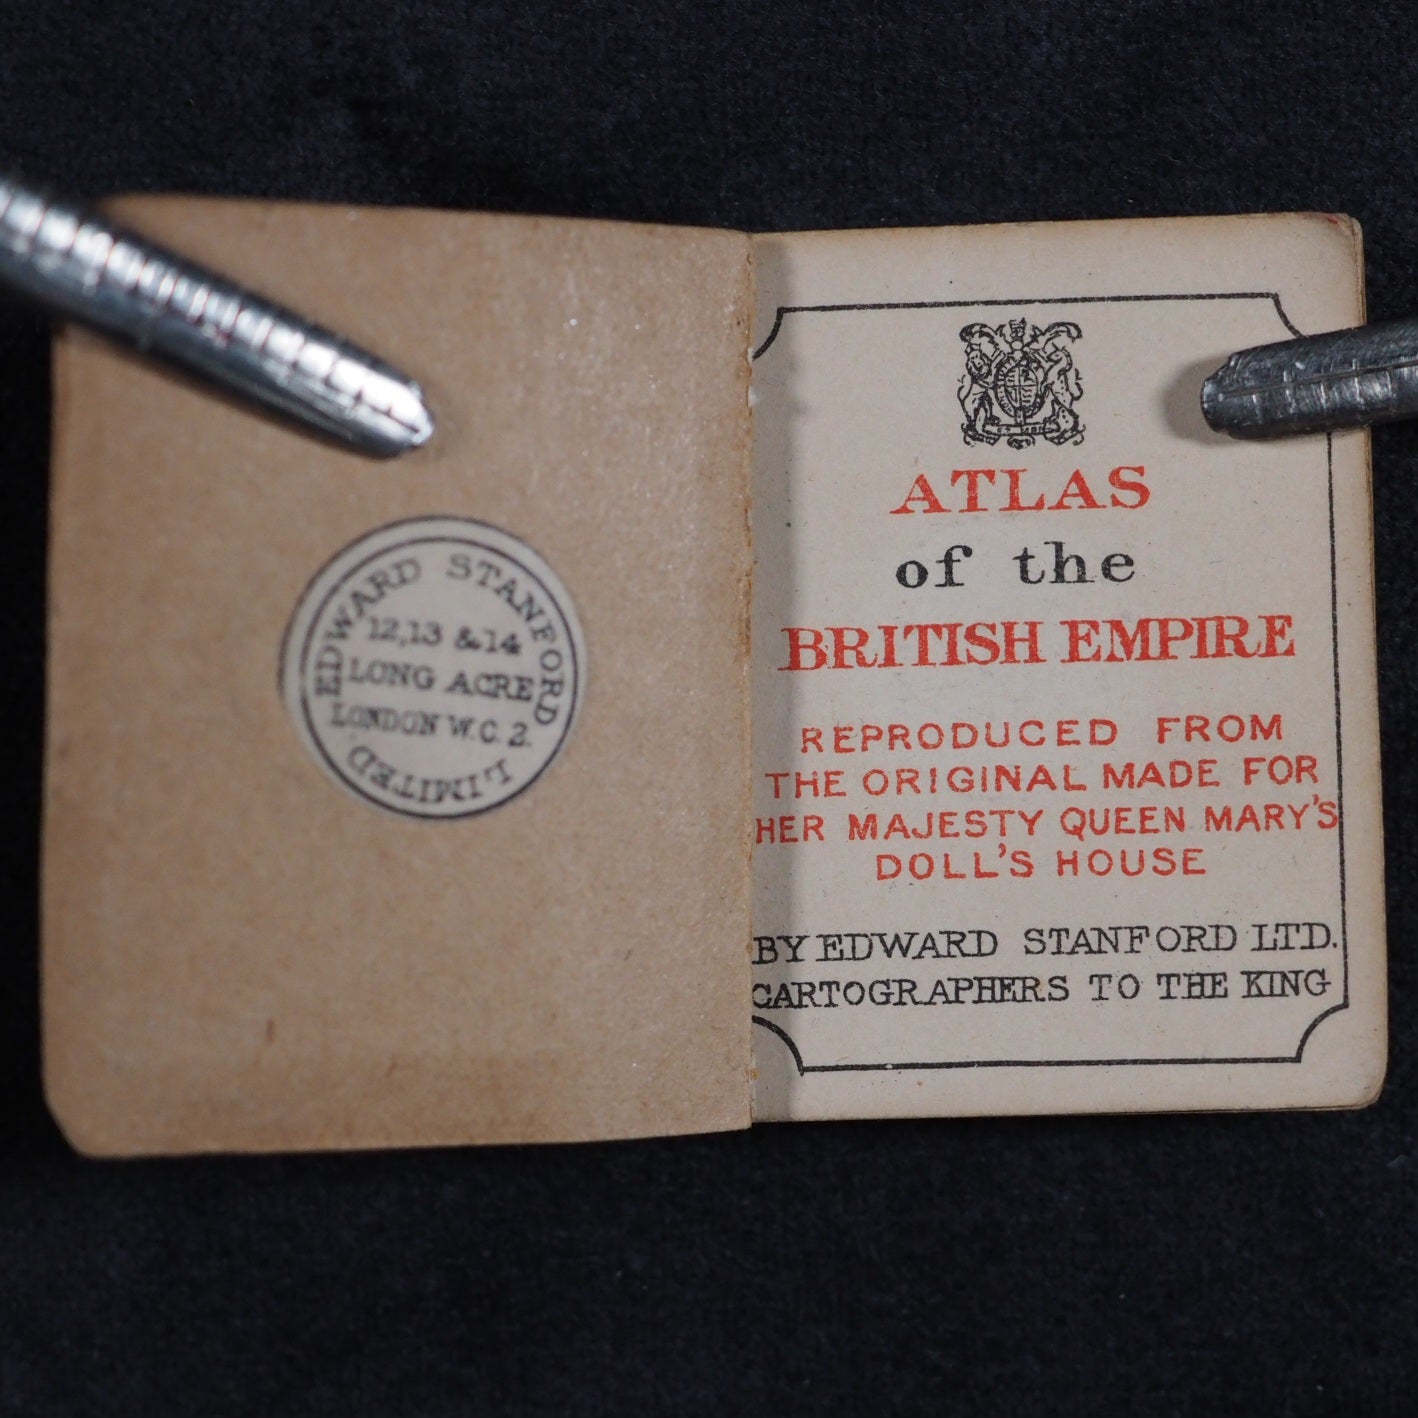 EDWARD STANFORD
12,13 & 14
LONG ACRE
LONDON W.C. 2.
LIMITED
ATLAS
of the
BRITISH EMPIRE
REPRODUCED FROM
THE ORIGINAL MADE FOR
HER MAJESTY QUEEN MARY'S
DOLL'S HOUSE
BY EDWARD STANFORD LTD.
CARTOGRAPHERS TO THE KING